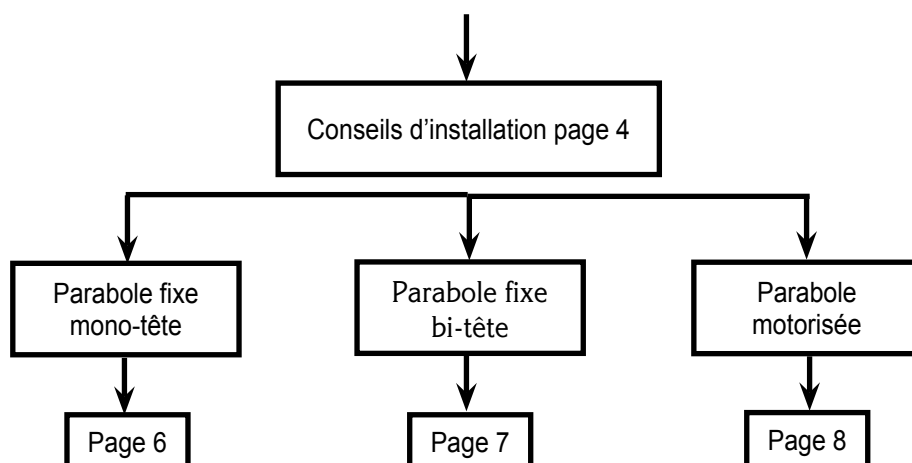 Conseils d’installation page 4
Parabole fixe
mono-tête
Parabole fixe
bi-tête
Parabole
motorisée
Page 6
Page 7
Page 8